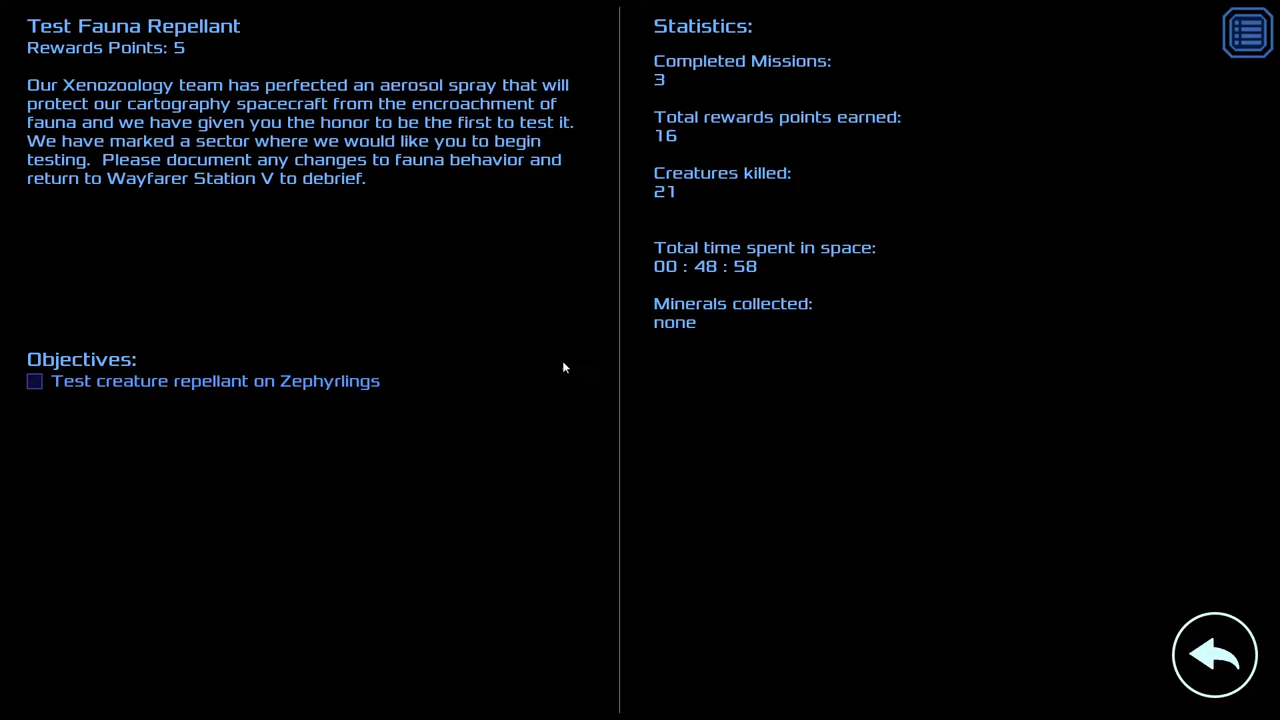 Test Fauna Repellant
Rewards Points: 5
Our Xenozoology team has perfected an aerosol spray that will
protect our cartography spacecraft from the encroachment of
fauna and we have given you the honor to be the first to test it.
We have marked a sector where we would like you to begin
testing.  Please document any changes to fauna behavior and
return to Wayfarer Station V to debrief.
Objectives:
Test creature repellant on Zephyrlings
Statistics:
Completed Missions:
3
Total rewards points earned:
16
Creatures killed:
21
Total time spent in space:
00 : 48 : 58
Minerals collected:
none